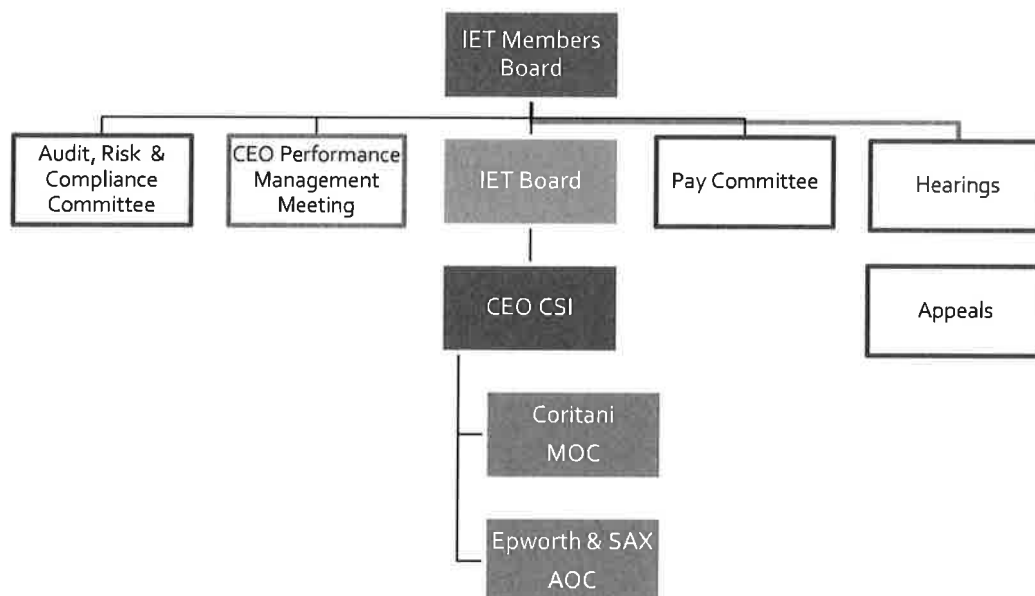 IET Members
Board
Audit, Risk &
Compliance
Committee
CEO Performance
Management
Meeting
IET Board
Pay Committee
Hearings
CEO CSI
Appeals
Coritani
MOC
Epworth & SAX
AOC